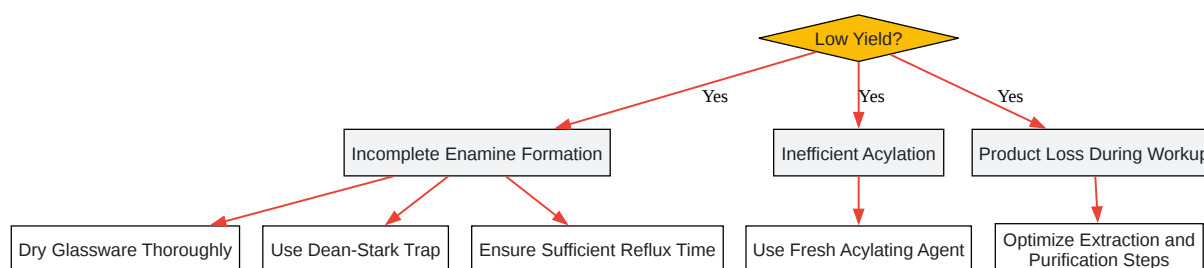 Low Yield?
Yes
Yes
Yes
Incomplete Enamine Formation
Inefficient Acylation
Product Loss During Workup
Dry Glassware Thoroughly
Use Dean-Stark Trap
Ensure Sufficient Reflux Time
Use Fresh Acylating Agent
Optimize Extraction and
Purification Steps